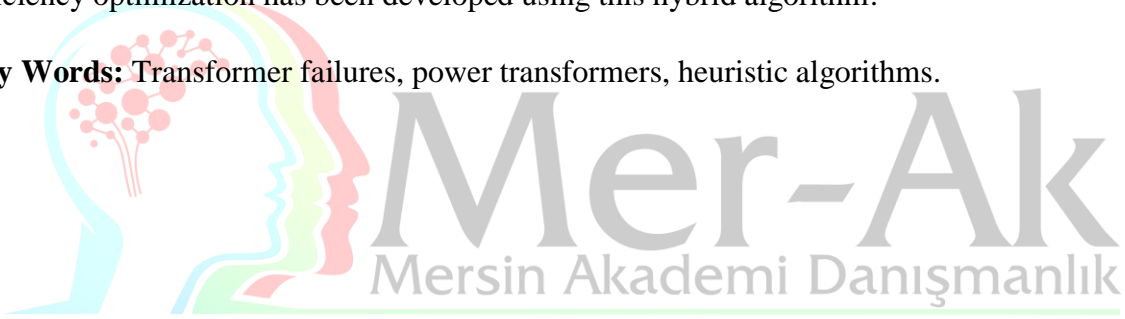 ciency optimization has been developed using this hybrid algorithm.
y Words: Transformer failures, power transformers, heuristic algorithms.
Mer-Ak
Mersin Akademi Danışmanlık